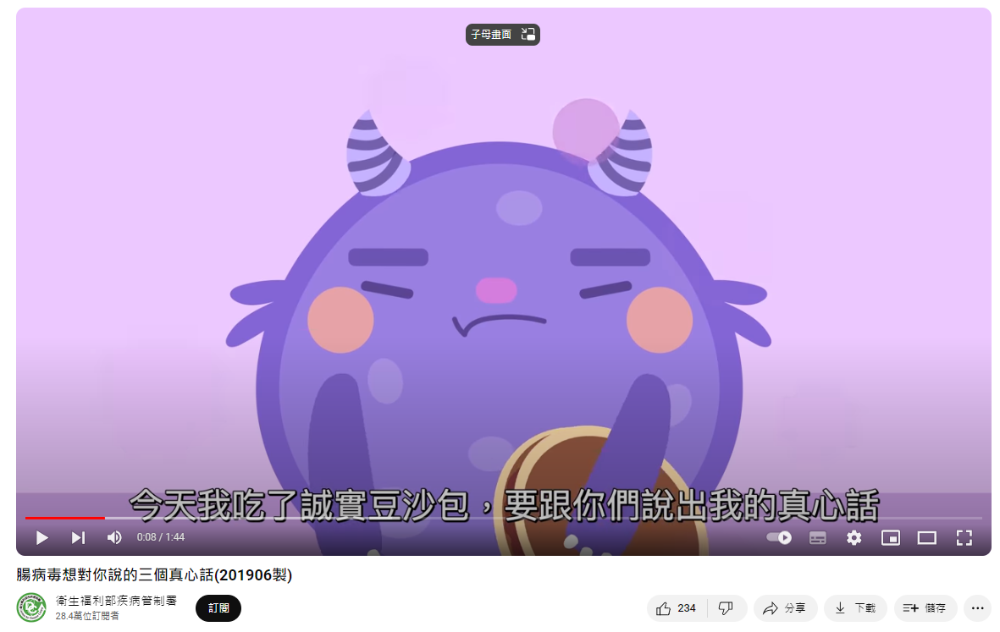 子母畫面
今天我吃了誠實豆沙包，要跟你們說出我的真心話
0:08 / 1:44
腸病毒想對你說的三個真心話(201906製)
衛生福利部疾病管制署
28.4萬位訂閱者
訂閱
234
分享
下載
儲存